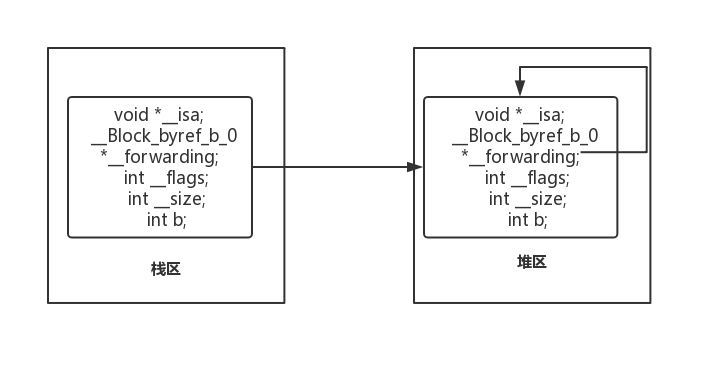 void *__isa;
__Block_byref_b_0
*__forwarding;
int __flags;
int __size;
int b;
栈区
void *__isa;
__Block_byref_b_0
*__forwarding;
int __flags;
int __size;
int b;
堆区